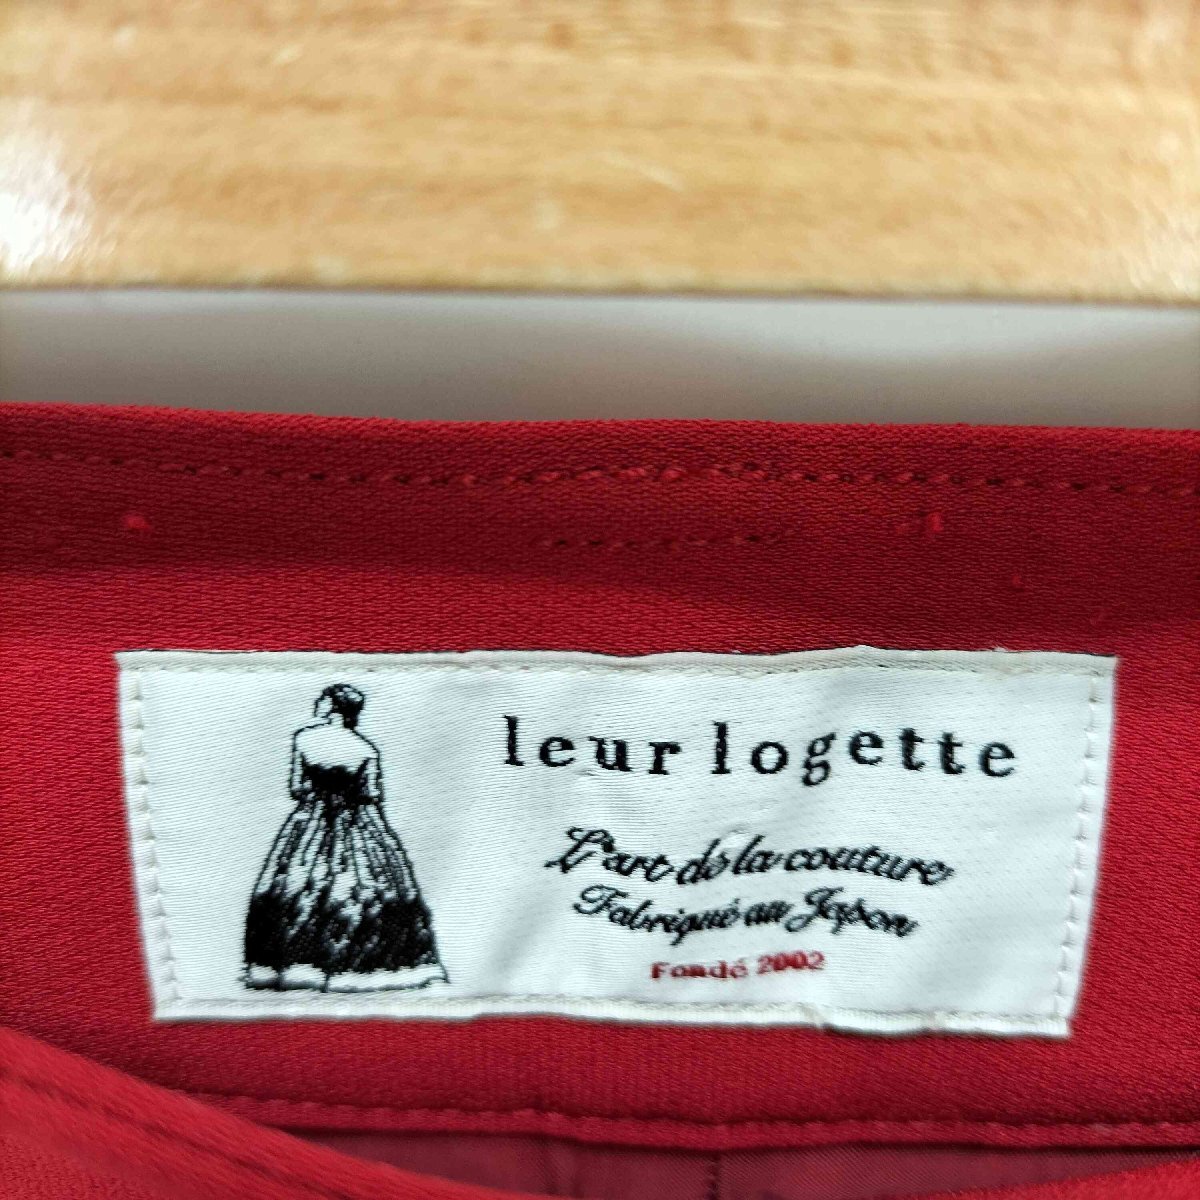 leur logette
L'art de la couture
Fabriqué au Japon
Fondé 2002